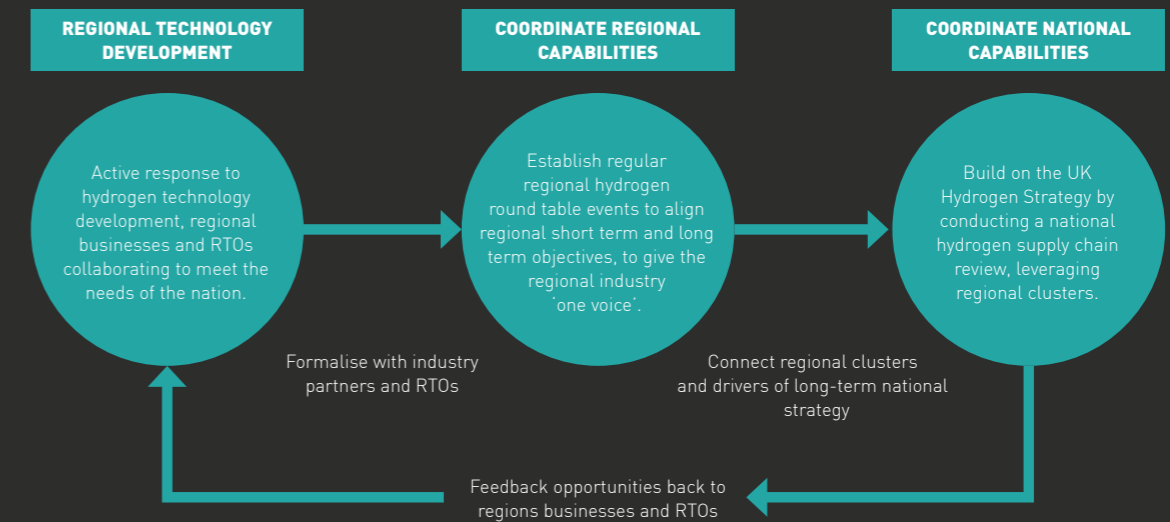 REGIONAL TECHNOLOGY
DEVELOPMENT
COORDINATE REGIONAL
CAPABILITIES
COORDINATE NATIONAL
CAPABILITIES
Active response to
hydrogen technology
development, regional
businesses and RTOs
collaborating to meet the
needs of the nation.
Establish regular
regional hydrogen
round table events to align
regional short term and long
term objectives, to give the
regional industry
'one voice'.
Build on the UK
Hydrogen Strategy by
conducting a national
hydrogen supply chain
review, leveraging
regional clusters.
Formalise with industry
partners and RTOs
Connect regional clusters
and drivers of long-term national
strategy
Feedback opportunities back to
regions businesses and RTOs